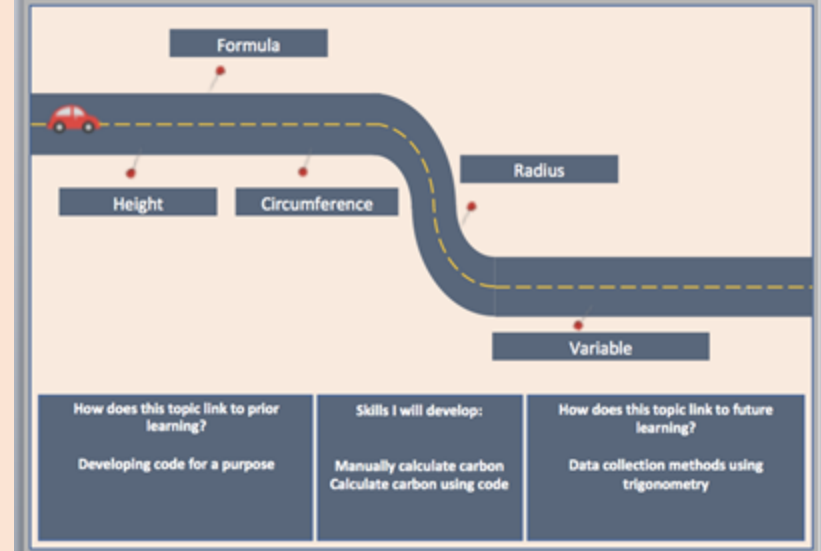 Formula
Height
Circumference
Radius
Variable
How does this topic link to prior
learning?
Developing code for a purpose
Skills I will develop:
Manually calculate carbon
Calculate carbon using code
How does this topic link to future
learning?
Data collection methods using
trigonometry